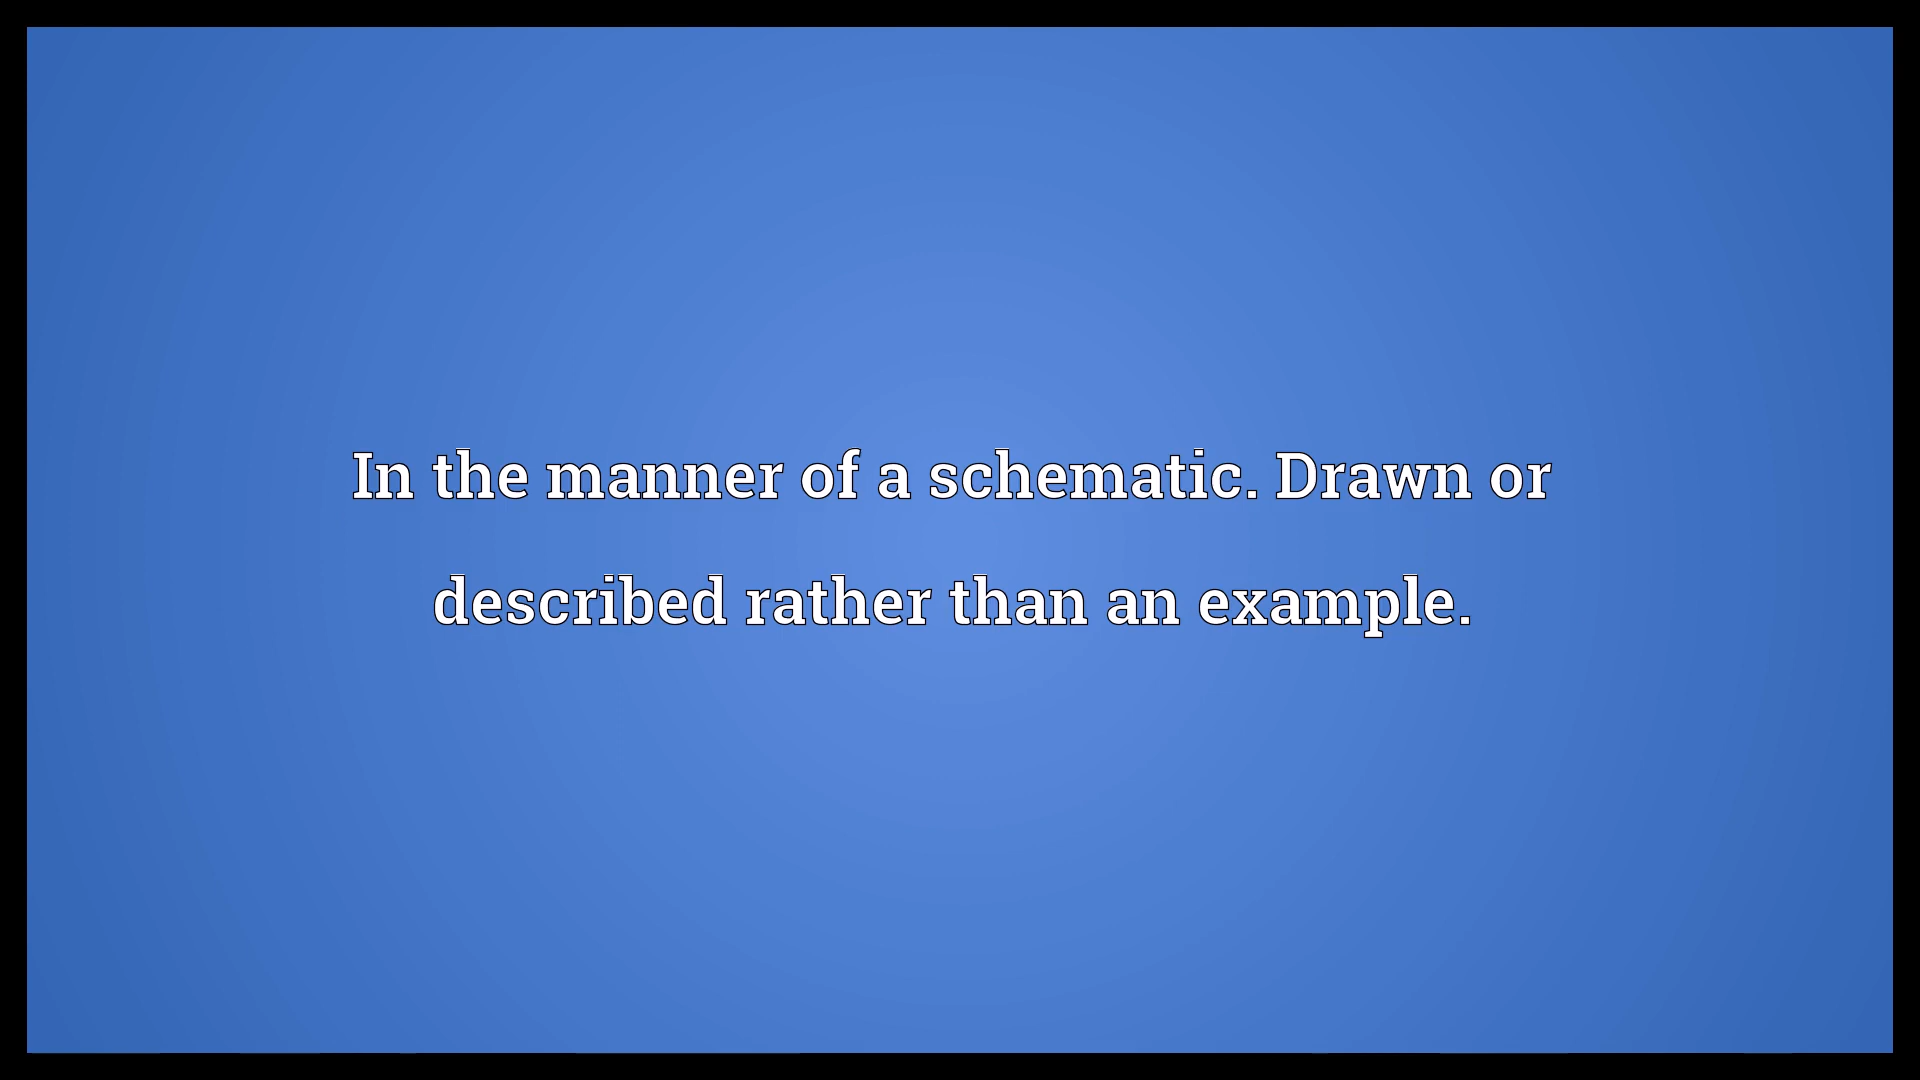 In the manner of a schematic. Drawn or
described rather than an example.